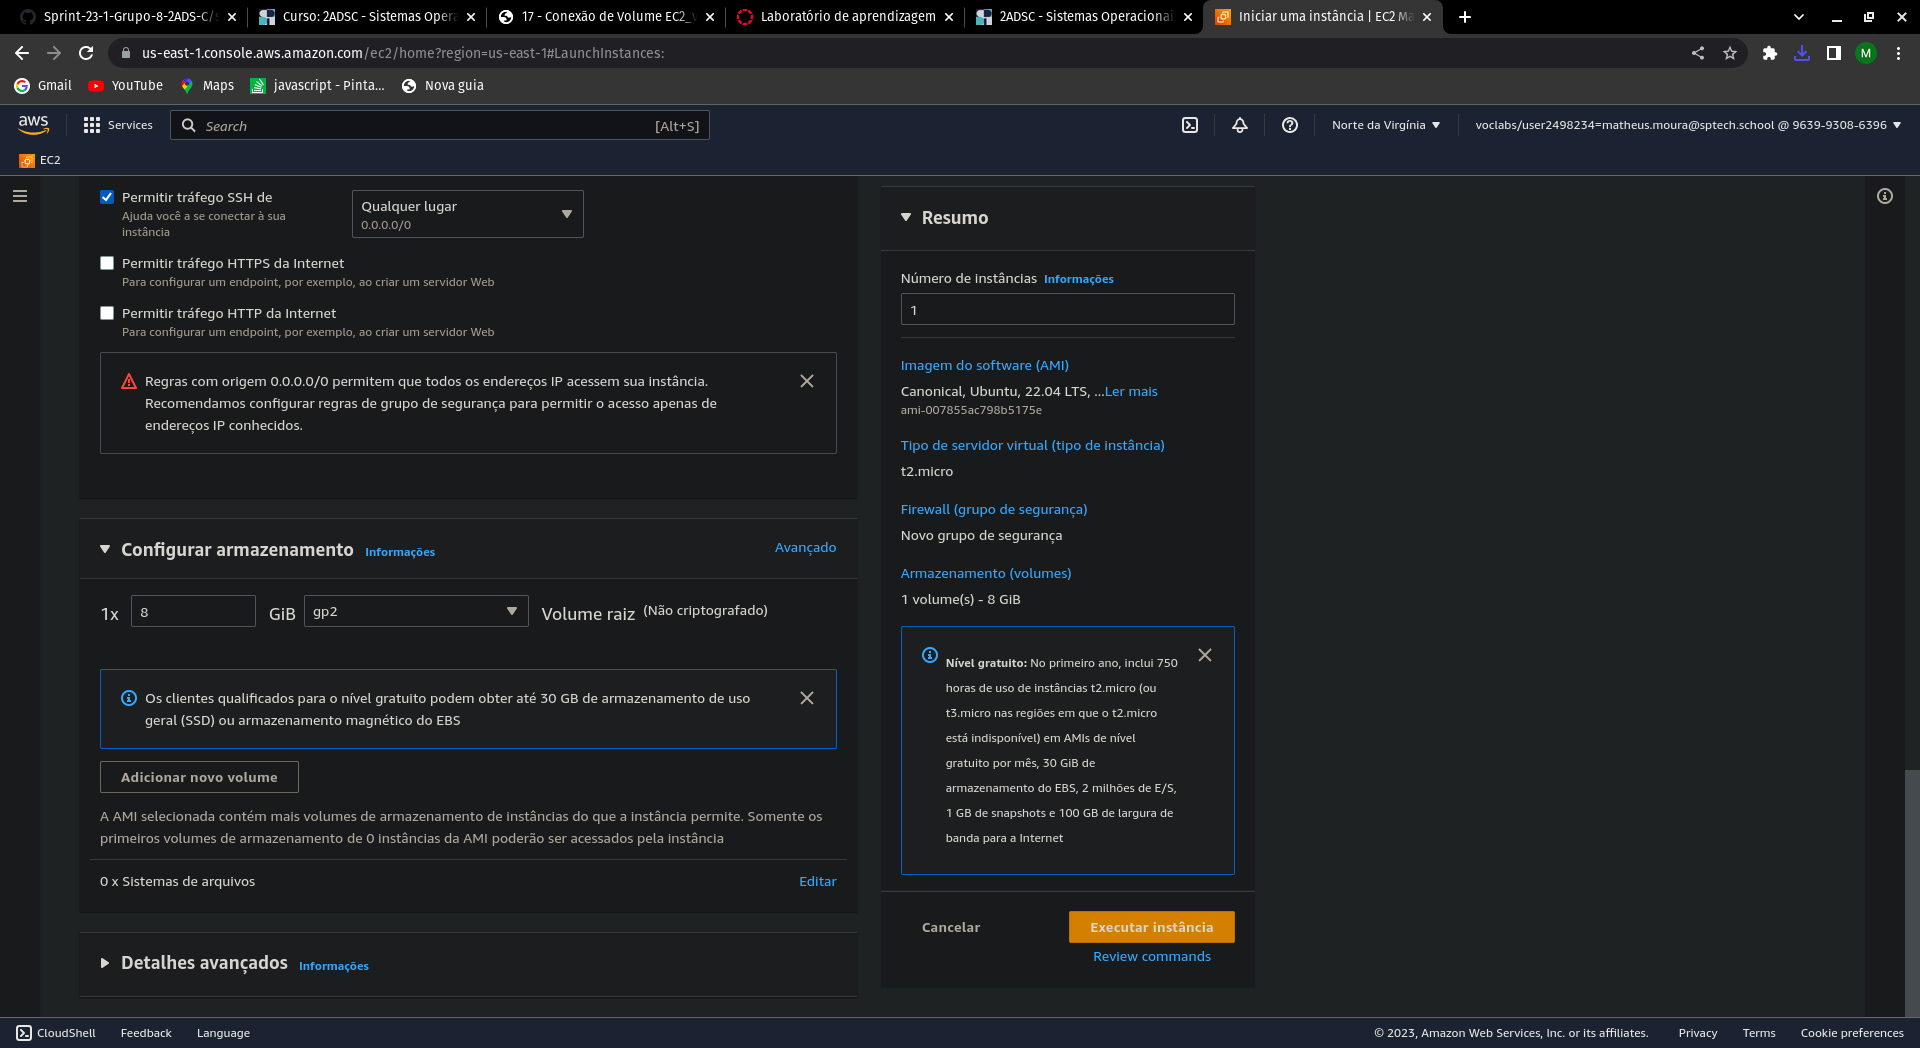 Sprint-23-1-Grupo-8-2ADS-C/s
Curso: 2ADSC - Sistemas Opera
17 - Conexão de Volume EC2_v
Laboratório de aprendizagem
2ADSC - Sistemas Operacionai
Iniciar uma instância | EC2 Ma
us-east-1.console.aws.amazon.com/ec2/home?region=us-east-1#LaunchInstances:
M
Gmail
YouTube
Maps
javascript - Pinta...
Nova guia
aws
Services
Search
[Alt+S]
Norte da Virgínia
voclabs/user2498234=matheus.moura@sptech.school @ 9639-9308-6396
EC2
Permitir tráfego SSH de
Ajuda você a se conectar à sua
instância
Qualquer lugar
0.0.0.0/0
Permitir tráfego HTTPS da Internet
Para configurar um endpoint, por exemplo, ao criar um servidor Web
Permitir tráfego HTTP da Internet
Para configurar um endpoint, por exemplo, ao criar um servidor Web
Regras com origem 0.0.0.0/0 permitem que todos os endereços IP acessem sua instância.
Recomendamos configurar regras de grupo de segurança para permitir o acesso apenas de
endereços IP conhecidos.
Configurar armazenamento
Informações
Avançado
1x
8
GiB
gp2
Volume raiz
(Não criptografado)
Os clientes qualificados para o nível gratuito podem obter até 30 GB de armazenamento de uso
geral (SSD) ou armazenamento magnético do EBS
Adicionar novo volume
A AMI selecionada contém mais volumes de armazenamento de instâncias do que a instância permite. Somente os
primeiros volumes de armazenamento de 0 instâncias da AMI poderão ser acessados pela instância
0 x Sistemas de arquivos
Editar
Detalhes avançados
Informações
Resumo
Número de instâncias
Informações
1
Imagem do software (AMI)
Canonical, Ubuntu, 22.04 LTS, ...Ler mais
ami-007855ac798b5175e
Tipo de servidor virtual (tipo de instância)
t2.micro
Firewall (grupo de segurança)
Novo grupo de segurança
Armazenamento (volumes)
1 volume(s) - 8 GiB
Nível gratuito: No primeiro ano, inclui 750
horas de uso de instâncias t2.micro (ou
t3.micro nas regiões em que o t2.micro
está indisponível) em AMIs de nível
gratuito por mês, 30 GiB de
armazenamento do EBS, 2 milhões de E/S,
1 GB de snapshots e 100 GB de largura de
banda para a Internet
Cancelar
Executar instância
Review commands
CloudShell
Feedback
Language
© 2023, Amazon Web Services, Inc. or its affiliates.
Privacy
Terms
Cookie preferences